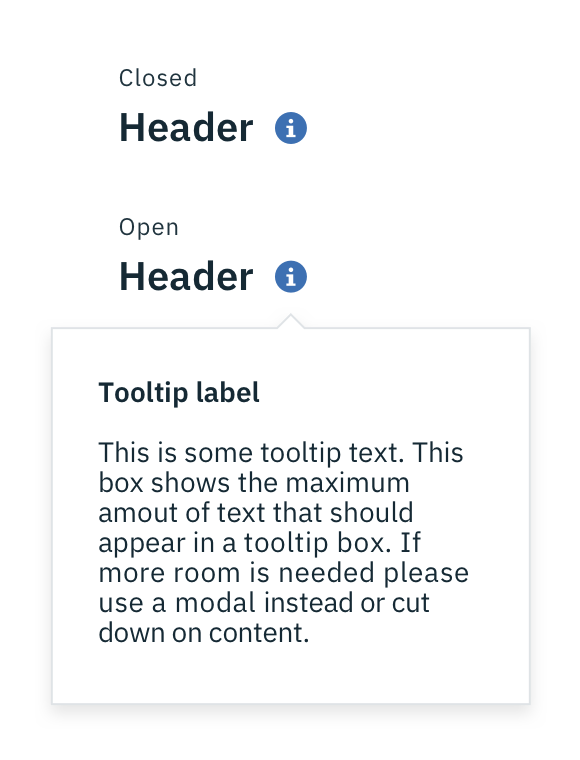 Closed
Header
Open
Header
Tooltip label
This is some tooltip text. This
box shows the maximum
amout of text that should
appear in a tooltip box. If
more room is needed please
use a modal instead or cut
down on content.